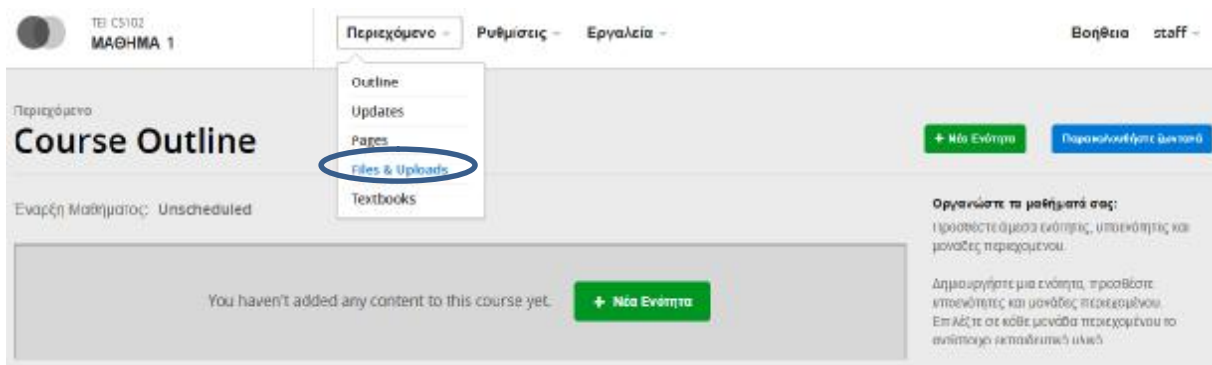 TEI CS102
ΜΑΘΗΜΑ 1
Περιεχόμενο
Ρυθμίσεις
Εργαλεία
Βοήθεια
staff
Outline
Updates
Pages
Files & Uploads
Textbooks
Περιεχόμενο
Course Outline
+ Νέα Ενότητα
Παρακολουθήστε ζωντανά
Έναρξη Μαθήματος: Unscheduled
You haven't added any content to this course yet.
+ Νέα Ενότητα
Οργανώστε τα μαθήματά σας:
Προσθέστε άμεσα ενότητες, υποενότητες και
μονάδες περιεχομένου.
Δημιουργήστε μια ενότητα, προσθέστε
υποενότητες και μονάδες περιεχομένου.
Επιλέξτε σε κάθε μονάδα περιεχομένου το
αντίστοιχο εκπαιδευτικό υλικό